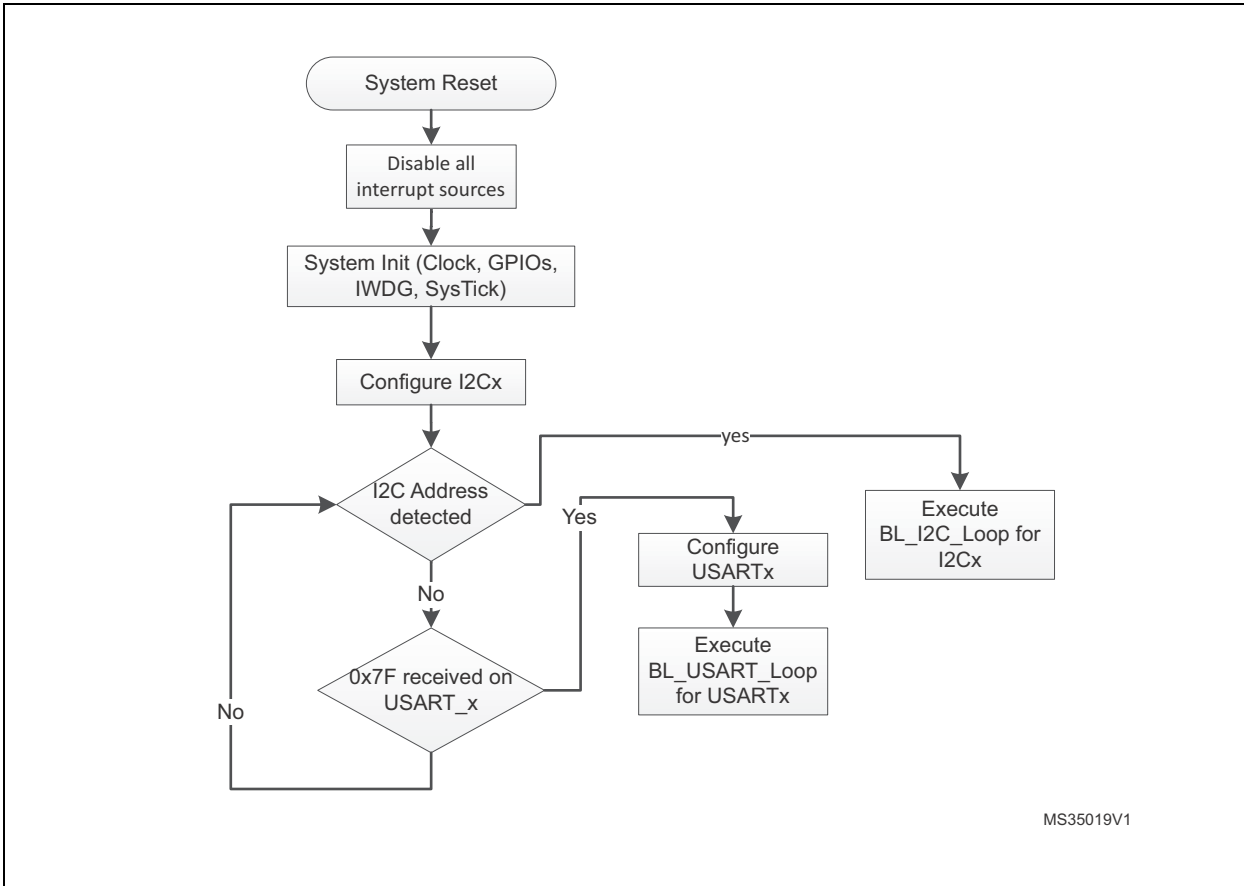 System Reset
Disable all
interrupt sources
System Init (Clock, GPIOs,
IWDG, SysTick)
Configure I2Cx
I2C Address
detected
yes
Execute
BL_I2C_Loop for
I2Cx
Yes
Configure
USARTx
No
Execute
BL_USART_Loop
for USARTx
0x7F received on
USART_x
No
MS35019V1